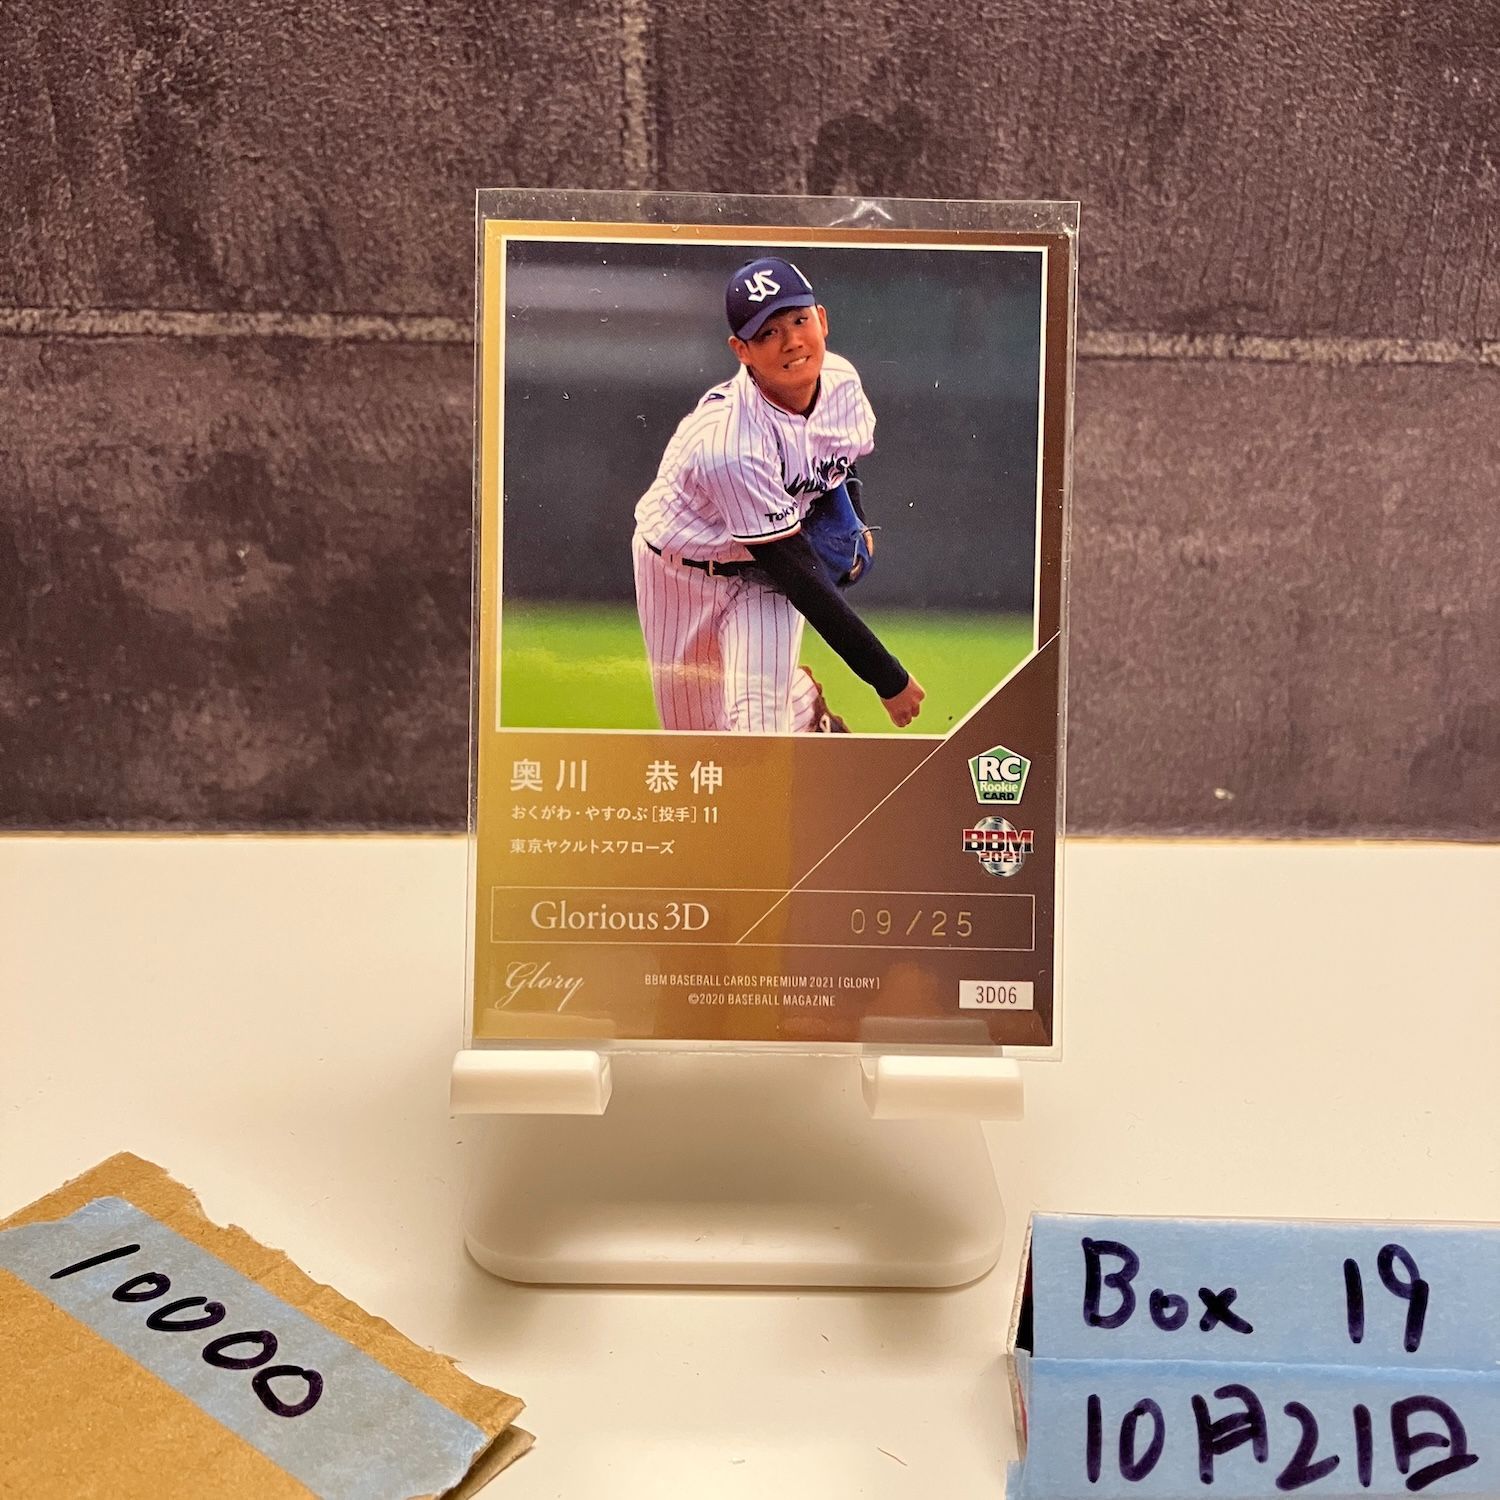 YS
Tokyo
奥川 恭伸
おくがわ・やすのぶ [投手] 11
東京ヤクルトスワローズ
RC
Rookie
CARD
BBM
2021
Glorious 3D
09/25
Glory
BBM BASEBALL CARDS PREMIUM 2021 [GLORY]
©2020 BASEBALL MAGAZINE
3D06
10000
Box 19
10月21日